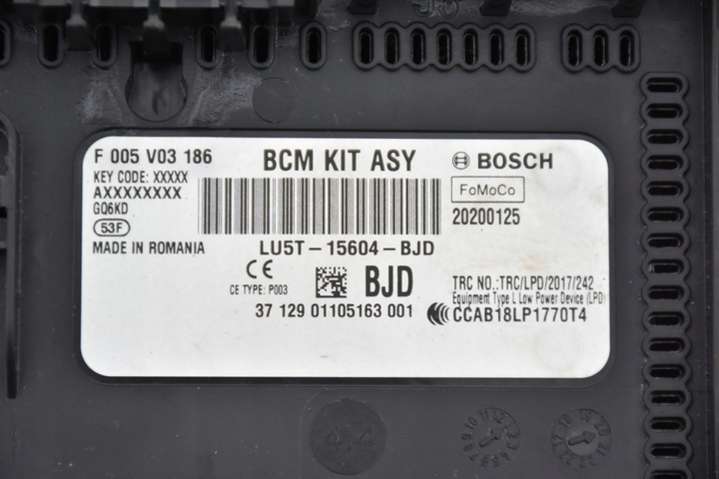 F 005 V03 186 BCM KIT ASY BOSCH
KEY CODE: XXXXX
AXXXXXXXX
FoMoCo
GQ6KD
20200125
53F
MADE IN ROMANIA LU5T-15604-BJD
CE
CE TYPE: P003 BJD
TRC NO.:TRC/LPD/2017/242
Equipment Type L Low Power Device (LPD)
37 129 01105163 001 CCAB18LP1770T4